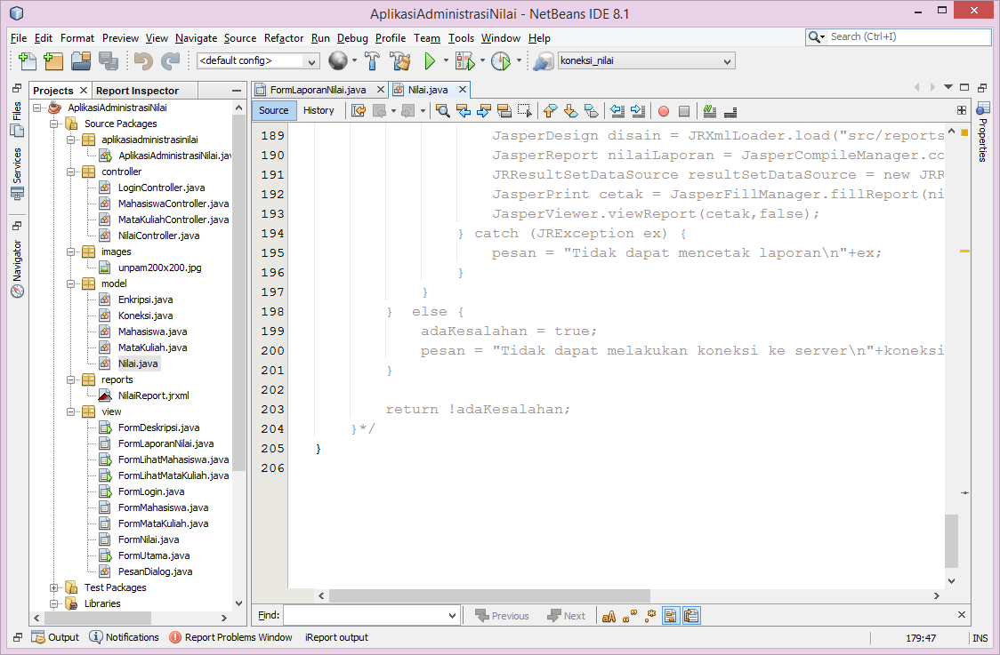 AplikasiAdministrasiNilai - NetBeans IDE 8.1
File Edit Format Preview View Navigate Source Refactor Run Debug Profile Team Tools Window Help
Search (Ctrl+I)
<default config>
koneksi_nilai
Projects
Report Inspector
Files
Services
Navigator
AplikasiAdministrasiNilai
Source Packages
aplikasiadministrasinilai
AplikasiAdministrasiNilai.jav
controller
LoginController.java
MahasiswaController.java
MataKuliahController.java
NilaiController.java
images
unpam200x200.jpg
model
Enkripsi.java
Koneksi.java
Mahasiswa.java
MataKuliah.java
Nilai.java
reports
NilaiReport.jrxml
view
FormDeskripsi.java
FormLaporanNilai.java
FormLihatMahasiswa.java
FormLihatMataKuliah.java
FormLogin.java
FormMahasiswa.java
FormMataKuliah.java
FormNilai.java
FormUtama.java
PesanDialog.java
Test Packages
Libraries
FormLaporanNilai.java
Nilai.java
Source
History
189 JasperDesign disain = JRXmlLoader.load("src/reports
190 JasperReport nilaiLaporan = JasperCompileManager.co
191 JRResultSetDataSource resultSetDataSource = new JRR
192 JasperPrint cetak = JasperFillManager.fillReport(ni
193 JasperViewer.viewReport(cetak,false);
194 } catch (JRException ex) {
195 pesan = "Tidak dapat mencetak laporan\n"+ex;
196 }
197 }
198 } else {
199 adaKesalahan = true;
200 pesan = "Tidak dapat melakukan koneksi ke server\n"+koneksi
201 }
202
203 return !adaKesalahan;
204 }*/
205 }
206
Properties
Find:
Previous
Next
Output
Notifications
Report Problems Window
iReport output
179:47
INS